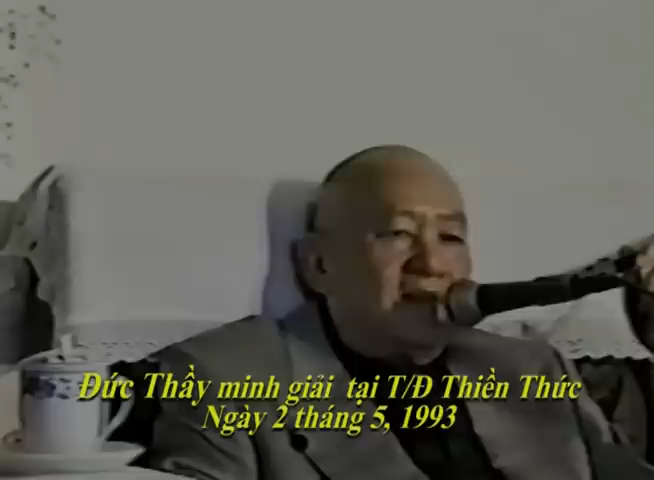 Đức Thầy minh giải tại T/Đ Thiền Thức
Ngày 2 tháng 5, 1993